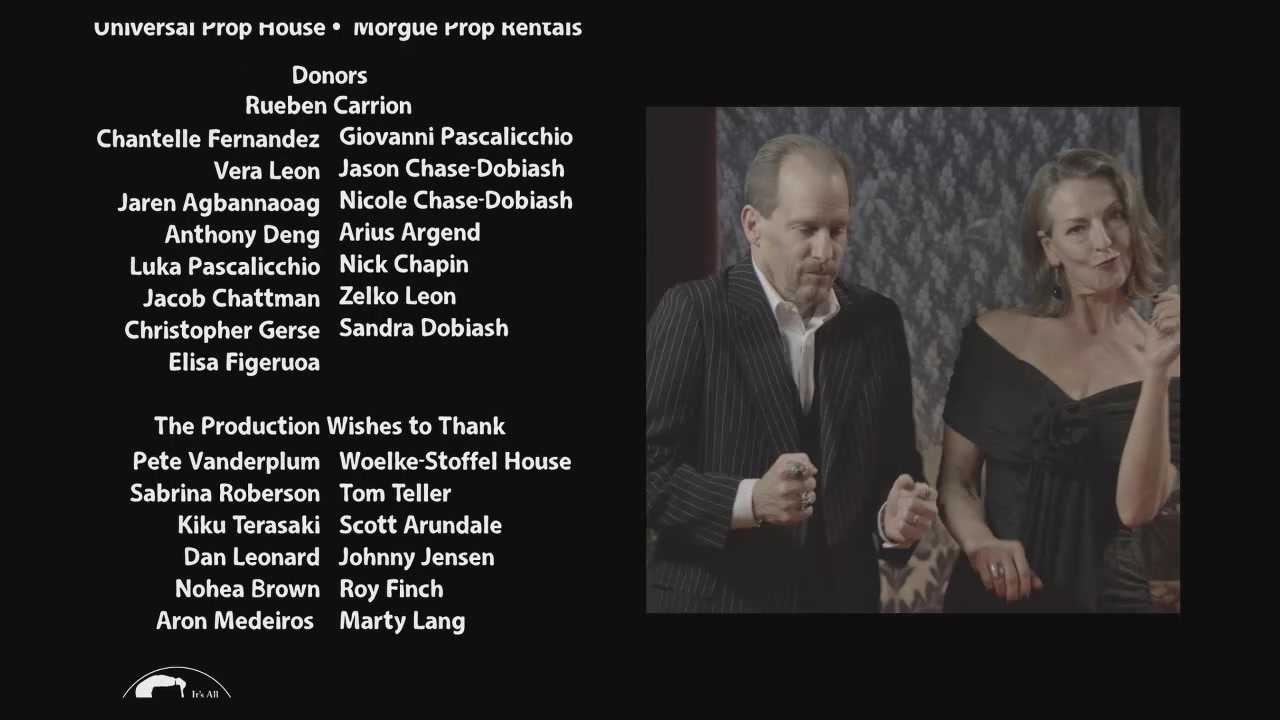 Universal Prop House • Morgue Prop Rentals
Donors
Rueben Carrion
Chantelle Fernandez Giovanni Pascalicchio
Vera Leon Jason Chase-Dobiash
Jaren Agbannaoag Nicole Chase-Dobiash
Anthony Deng Arius Argend
Luka Pascalicchio Nick Chapin
Jacob Chattman Zelko Leon
Christopher Gerse Sandra Dobiash
Elisa Figeruoa
The Production Wishes to Thank
Pete Vanderplum Woelke-Stoffel House
Sabrina Roberson Tom Teller
Kiku Terasaki Scott Arundale
Dan Leonard Johnny Jensen
Nohea Brown Roy Finch
Aron Medeiros Marty Lang
It's All